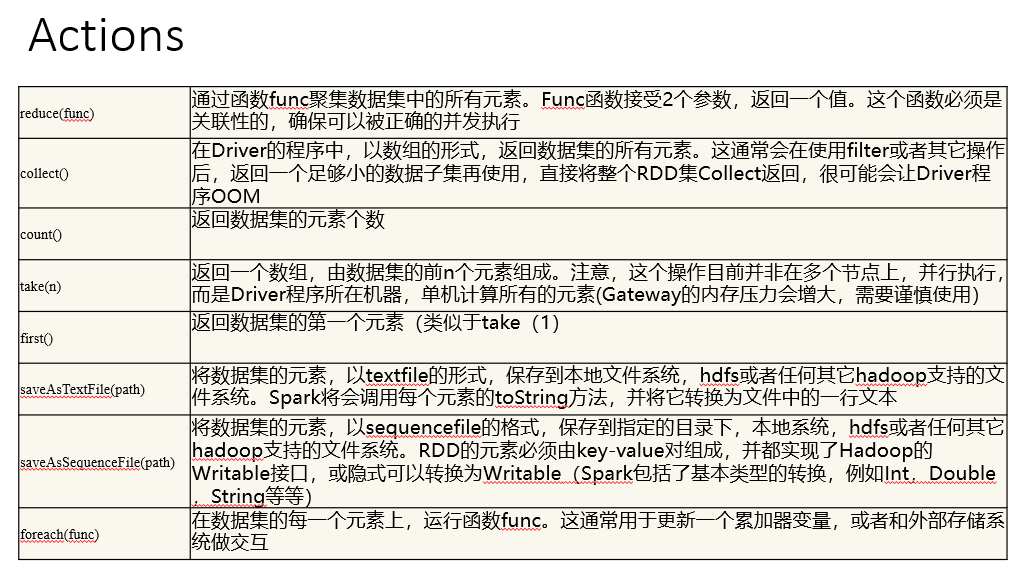 Actions
reduce(func)
通过函数func聚集数据集中的所有元素。Func函数接受2个参数，返回一个值。这个函数必须是
关联性的，确保可以被正确的并发执行
collect()
在Driver的程序中，以数组的形式，返回数据集的所有元素。这通常会在使用filter或者其它操作
后，返回一个足够小的数据子集再使用，直接将整个RDD集Collect返回，很可能会让Driver程
序OOM
count()
返回数据集的元素个数
take(n)
返回一个数组，由数据集的前n个元素组成。注意，这个操作目前并非在多个节点上，并行执行，
而是Driver程序所在机器，单机计算所有的元素(Gateway的内存压力会增大，需要谨慎使用）
first()
返回数据集的第一个元素（类似于take（1）
saveAsTextFile(path)
将数据集的元素，以textfile的形式，保存到本地文件系统，hdfs或者任何其它hadoop支持的文
件系统。Spark将会调用每个元素的toString方法，并将它转换为文件中的一行文本
saveAsSequenceFile(path)
将数据集的元素，以sequencefile的格式，保存到指定的目录下，本地系统，hdfs或者任何其它
hadoop支持的文件系统。RDD的元素必须由key-value对组成，并都实现了Hadoop的
Writable接口，或隐式可以转换为Writable（Spark包括了基本类型的转换，例如Int，Double
，String等等）
foreach(func)
在数据集的每一个元素上，运行函数func。这通常用于更新一个累加器变量，或者和外部存储系
统做交互